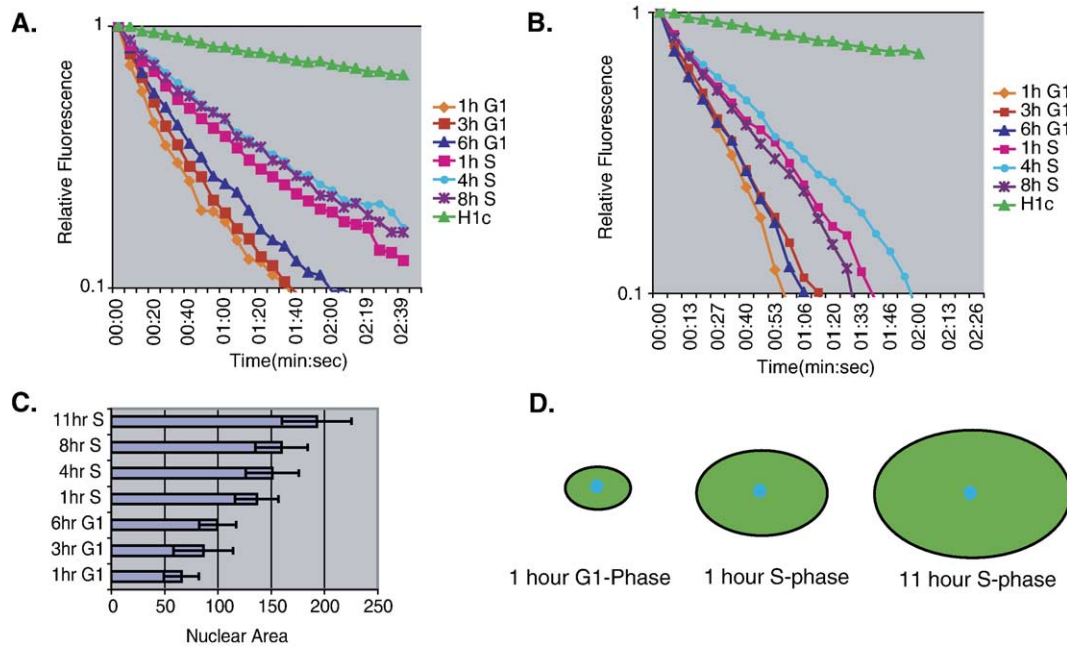 A.
1
0.1
Relative Fluorescence
00:00
00:20
00:40
01:00
01:20
01:40
02:00
02:19
02:39
Time(min:sec)
1h G1
3h G1
6h G1
1h S
4h S
8h S
H1c
B.
1
0.1
Relative Fluorescence
00:00
00:13
00:27
00:40
00:53
01:06
01:20
01:33
01:46
02:00
02:13
02:26
Time(min:sec)
1h G1
3h G1
6h G1
1h S
4h S
8h S
H1c
C.
11hr S
8hr S
4hr S
1hr S
6hr G1
3hr G1
1hr G1
0 50 100 150 200 250
Nuclear Area
D.
1 hour G1-Phase
1 hour S-phase
11 hour S-phase